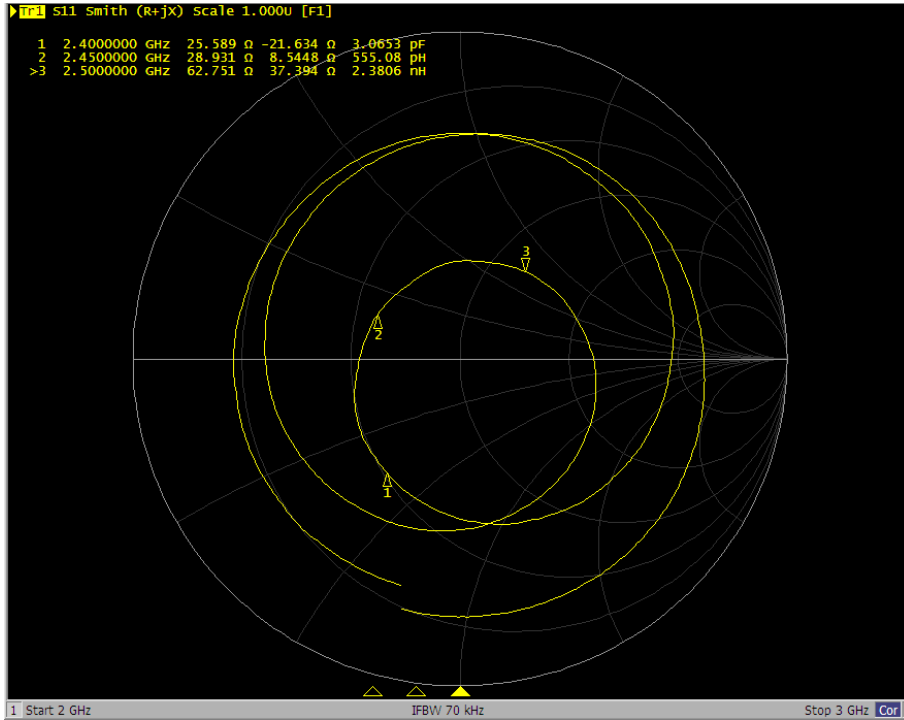 Tr1 S11 Smith (R+jX) Scale 1.000U [F1]
1 2.4000000 GHz 25.589 Ω -21.634 Ω 3.0653 pF
2 2.4500000 GHz 28.931 Ω 8.5448 Ω 555.08 pH
>3 2.5000000 GHz 62.751 Ω 37.394 Ω 2.3806 nH
3
2
1
1 Start 2 GHz IFBW 70 kHz Stop 3 GHz Cor